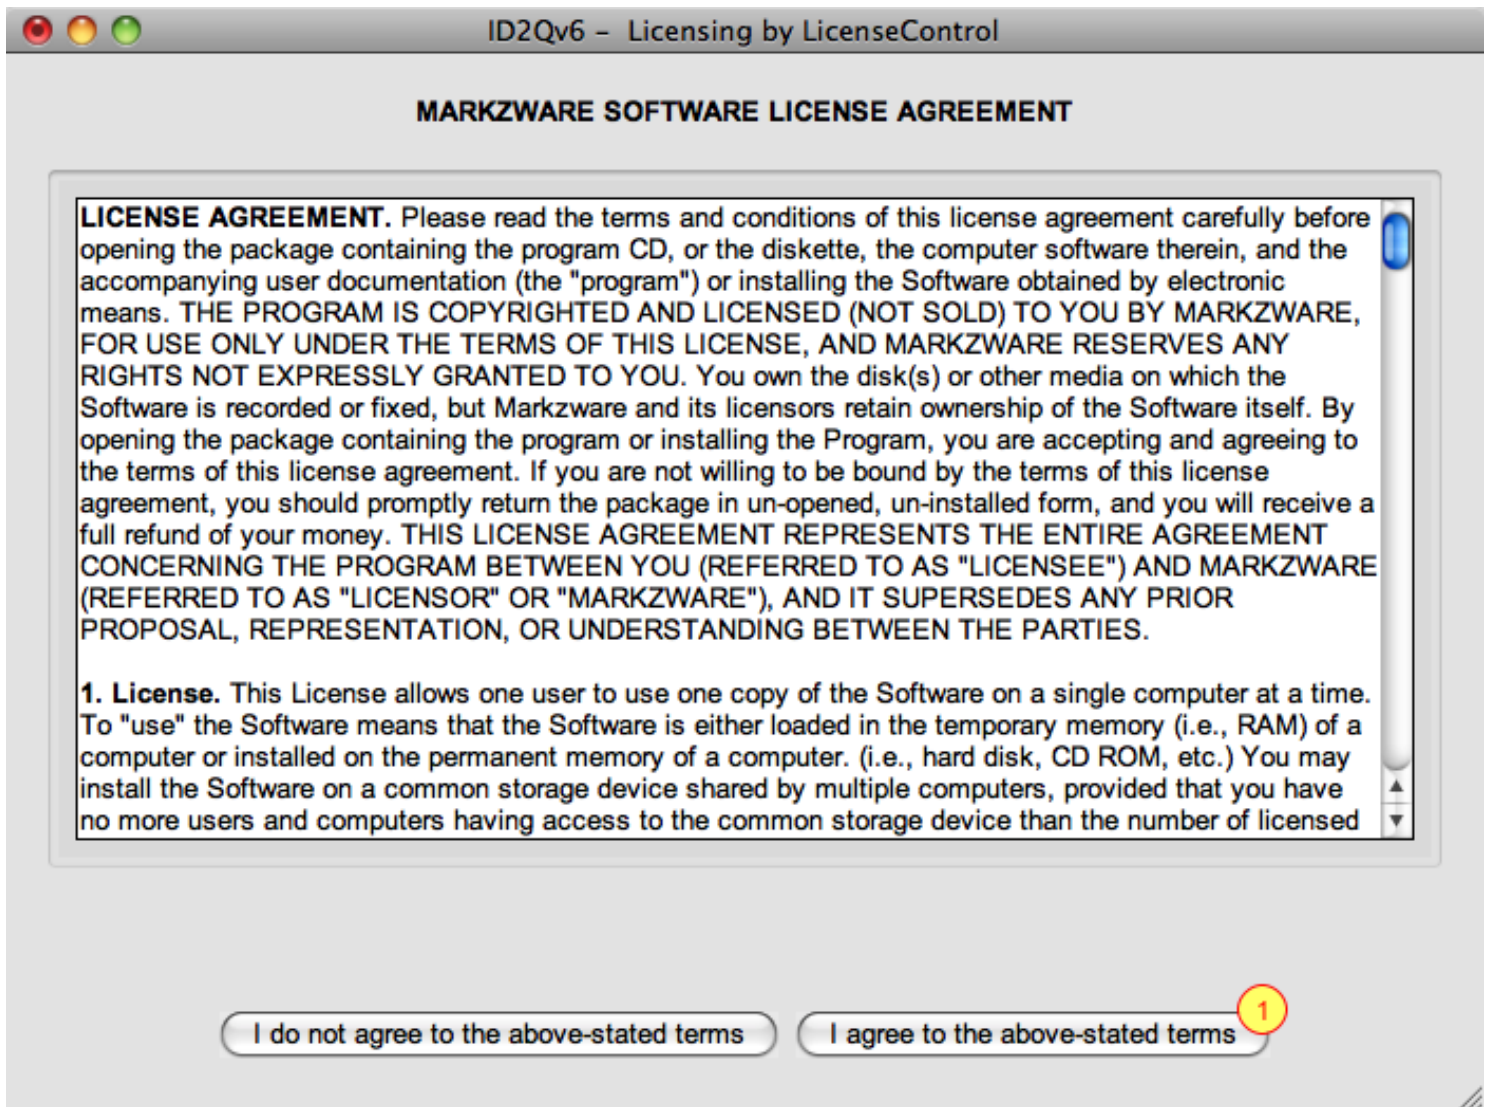 ID2Qv6 – Licensing by LicenseControl
MARKZWARE SOFTWARE LICENSE AGREEMENT
LICENSE AGREEMENT. Please read the terms and conditions of this license agreement carefully before
opening the package containing the program CD, or the diskette, the computer software therein, and the
accompanying user documentation (the "program") or installing the Software obtained by electronic
means. THE PROGRAM IS COPYRIGHTED AND LICENSED (NOT SOLD) TO YOU BY MARKZWARE,
FOR USE ONLY UNDER THE TERMS OF THIS LICENSE, AND MARKZWARE RESERVES ANY
RIGHTS NOT EXPRESSLY GRANTED TO YOU. You own the disk(s) or other media on which the
Software is recorded or fixed, but Markzware and its licensors retain ownership of the Software itself. By
opening the package containing the program or installing the Program, you are accepting and agreeing to
the terms of this license agreement. If you are not willing to be bound by the terms of this license
agreement, you should promptly return the package in un-opened, un-installed form, and you will receive a
full refund of your money. THIS LICENSE AGREEMENT REPRESENTS THE ENTIRE AGREEMENT
CONCERNING THE PROGRAM BETWEEN YOU (REFERRED TO AS "LICENSEE") AND MARKZWARE
(REFERRED TO AS "LICENSOR" OR "MARKZWARE"), AND IT SUPERSEDES ANY PRIOR
PROPOSAL, REPRESENTATION, OR UNDERSTANDING BETWEEN THE PARTIES.
1. License. This License allows one user to use one copy of the Software on a single computer at a time.
To "use" the Software means that the Software is either loaded in the temporary memory (i.e., RAM) of a
computer or installed on the permanent memory of a computer. (i.e., hard disk, CD ROM, etc.) You may
install the Software on a common storage device shared by multiple computers, provided that you have
no more users and computers having access to the common storage device than the number of licensed
I do not agree to the above-stated terms
I agree to the above-stated terms
1